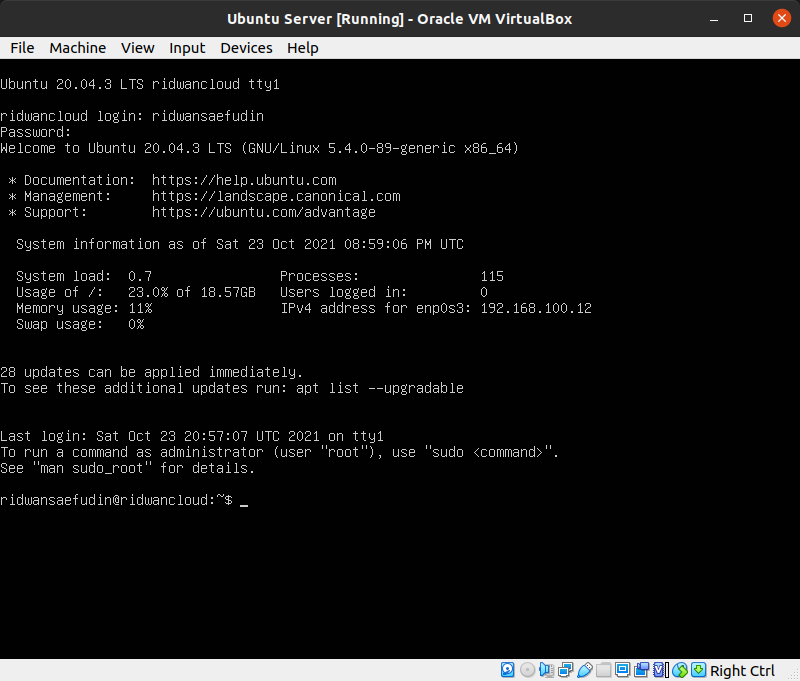 Ubuntu Server [Running] - Oracle VM VirtualBox
File Machine View Input Devices Help
Ubuntu 20.04.3 LTS ridwancloud tty1
ridwancloud login: ridwansaefudin
Password:
Welcome to Ubuntu 20.04.3 LTS (GNU/Linux 5.4.0-89-generic x86_64)
* Documentation: https://help.ubuntu.com
* Management: https://landscape.canonical.com
* Support: https://ubuntu.com/advantage
System information as of Sat 23 Oct 2021 08:59:06 PM UTC
System load: 0.7 Processes: 115
Usage of /: 23.0% of 18.57GB Users logged in: 0
Memory usage: 11% IPv4 address for enp0s3: 192.168.100.12
Swap usage: 0%
28 updates can be applied immediately.
To see these additional updates run: apt list --upgradable
Last login: Sat Oct 23 20:57:07 UTC 2021 on tty1
To run a command as administrator (user "root"), use "sudo <command>".
See "man sudo_root" for details.
ridwansaefudin@ridwancloud:~$ _
Right Ctrl